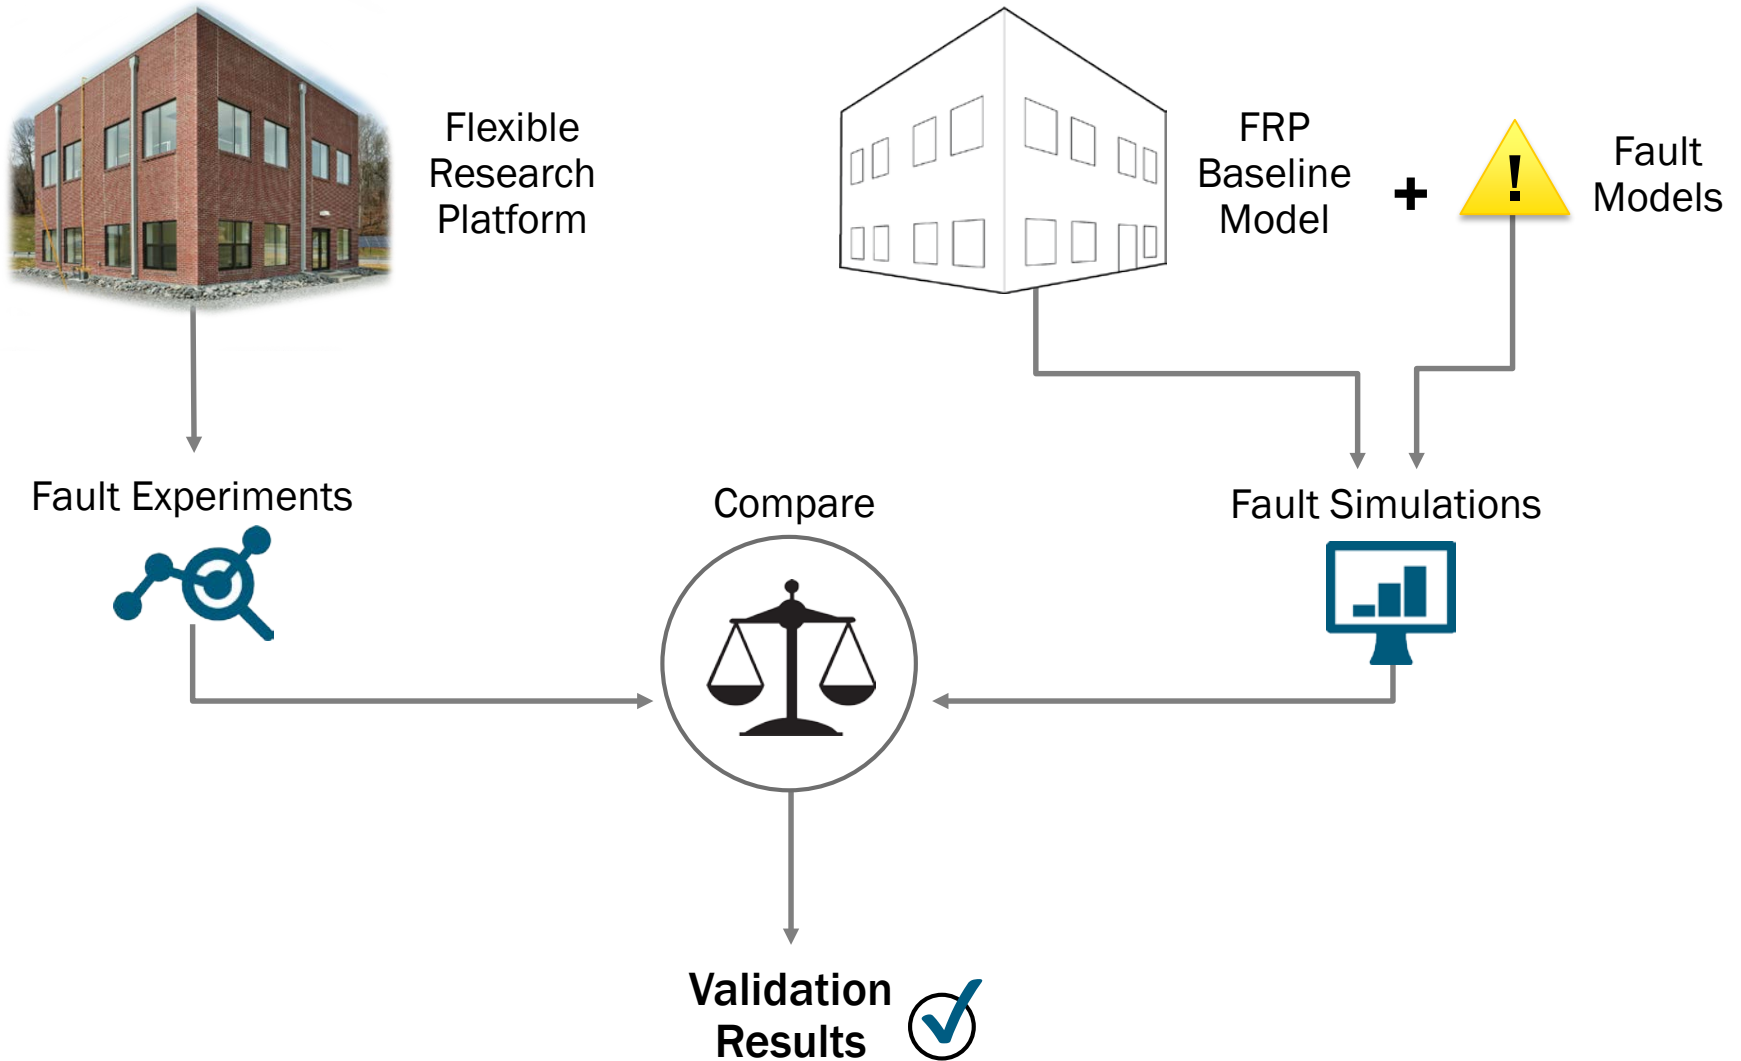 Flexible
Research
Platform
FRP
Baseline
Model
+
!
Fault
Models
Fault Experiments
Compare
Fault Simulations
Validation
Results